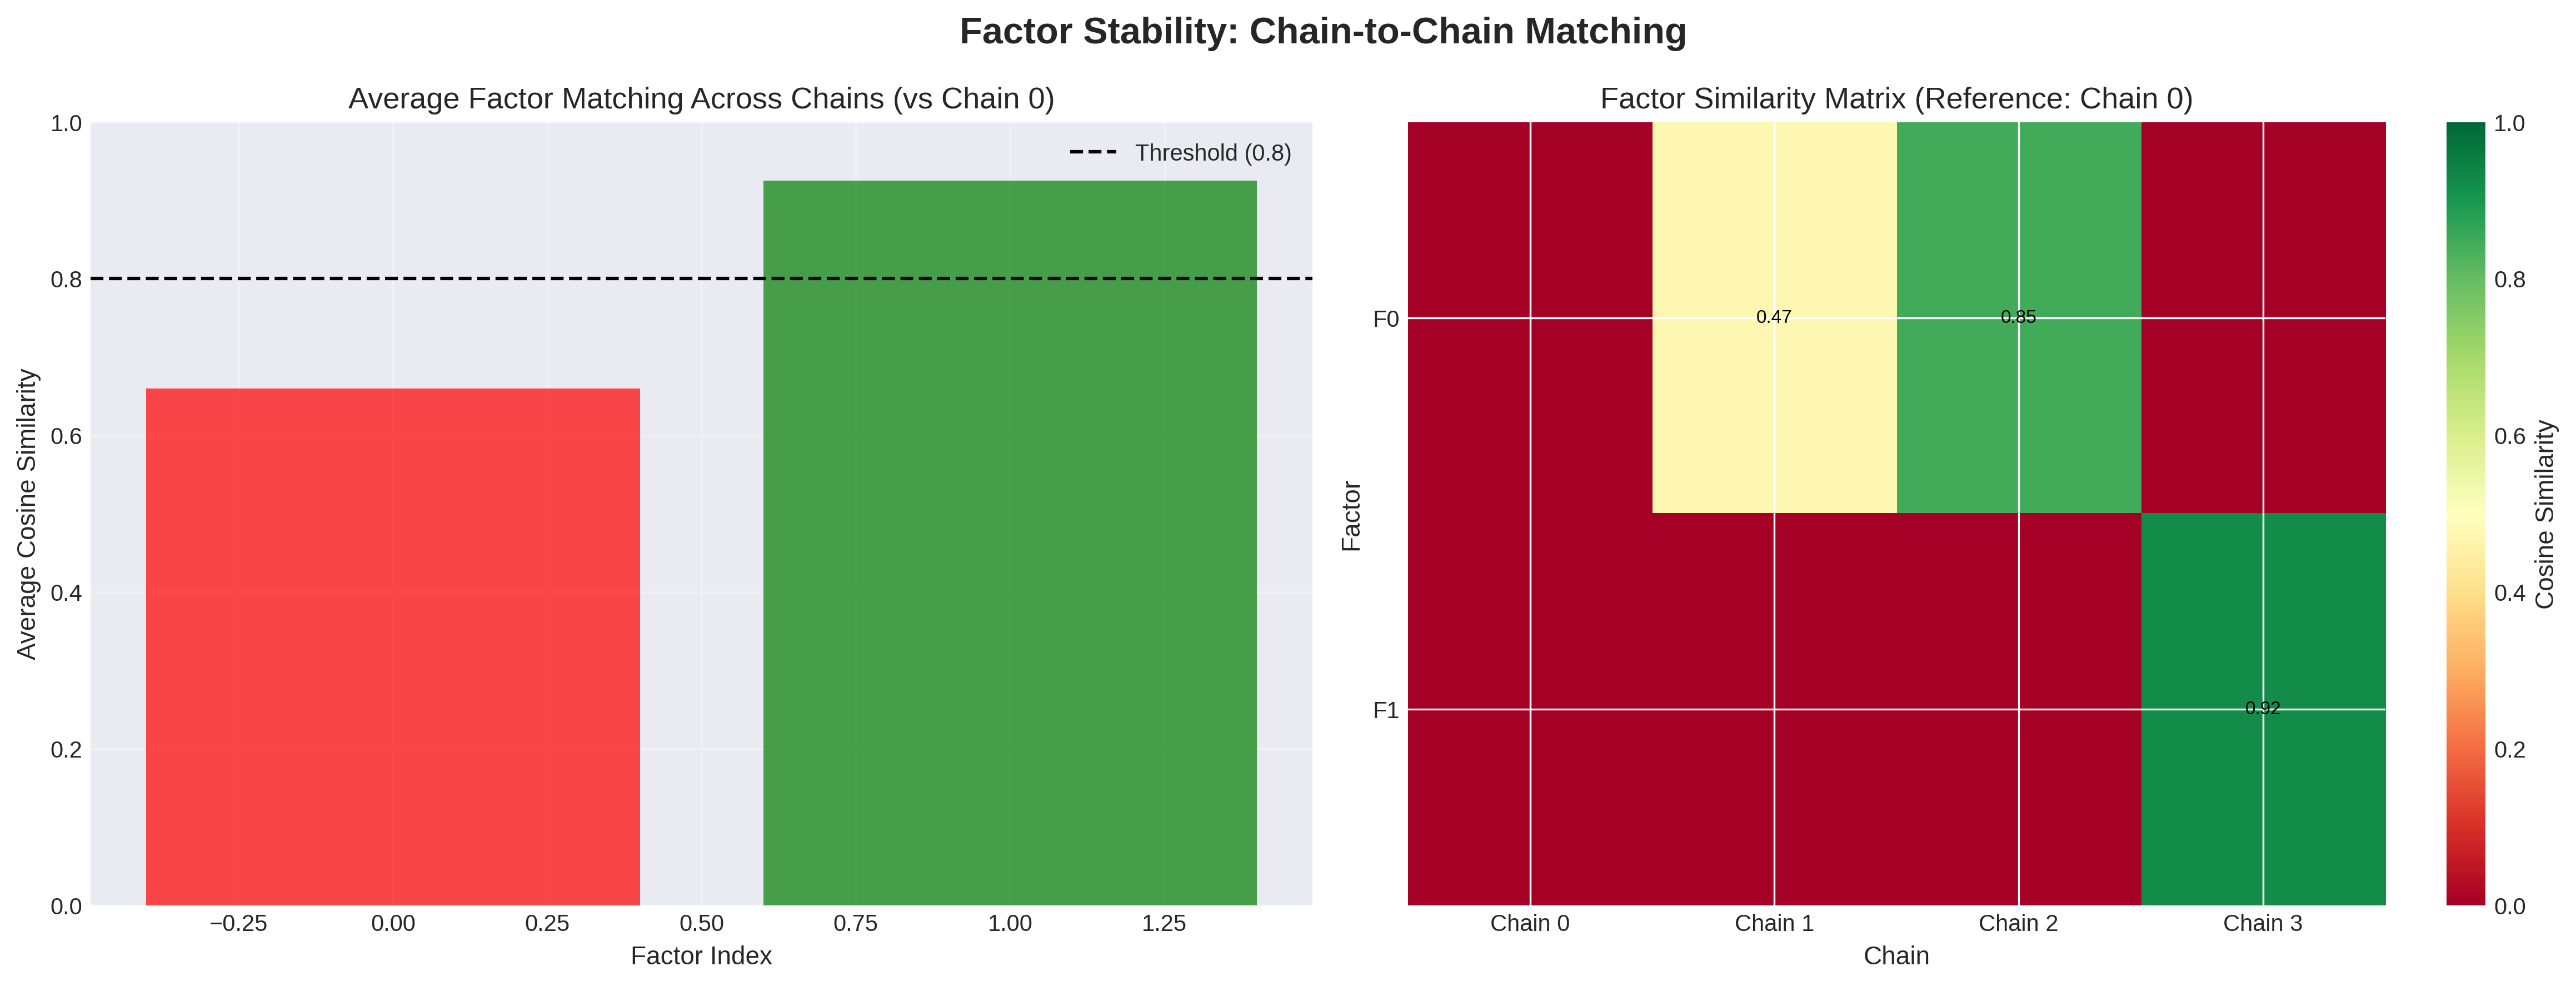 Factor Stability: Chain-to-Chain Matching
Average Factor Matching Across Chains (vs Chain 0)
Threshold (0.8)
1.0
0.8
0.6
0.4
0.2
0.0
Average Cosine Similarity
−0.25 0.00 0.25 0.50 0.75 1.00 1.25
Factor Index
Factor Similarity Matrix (Reference: Chain 0)
Factor
F0
0.47 0.85
F1
0.92
Chain 0 Chain 1 Chain 2 Chain 3
Chain
1.0
0.8
0.6
0.4
0.2
0.0
Cosine Similarity